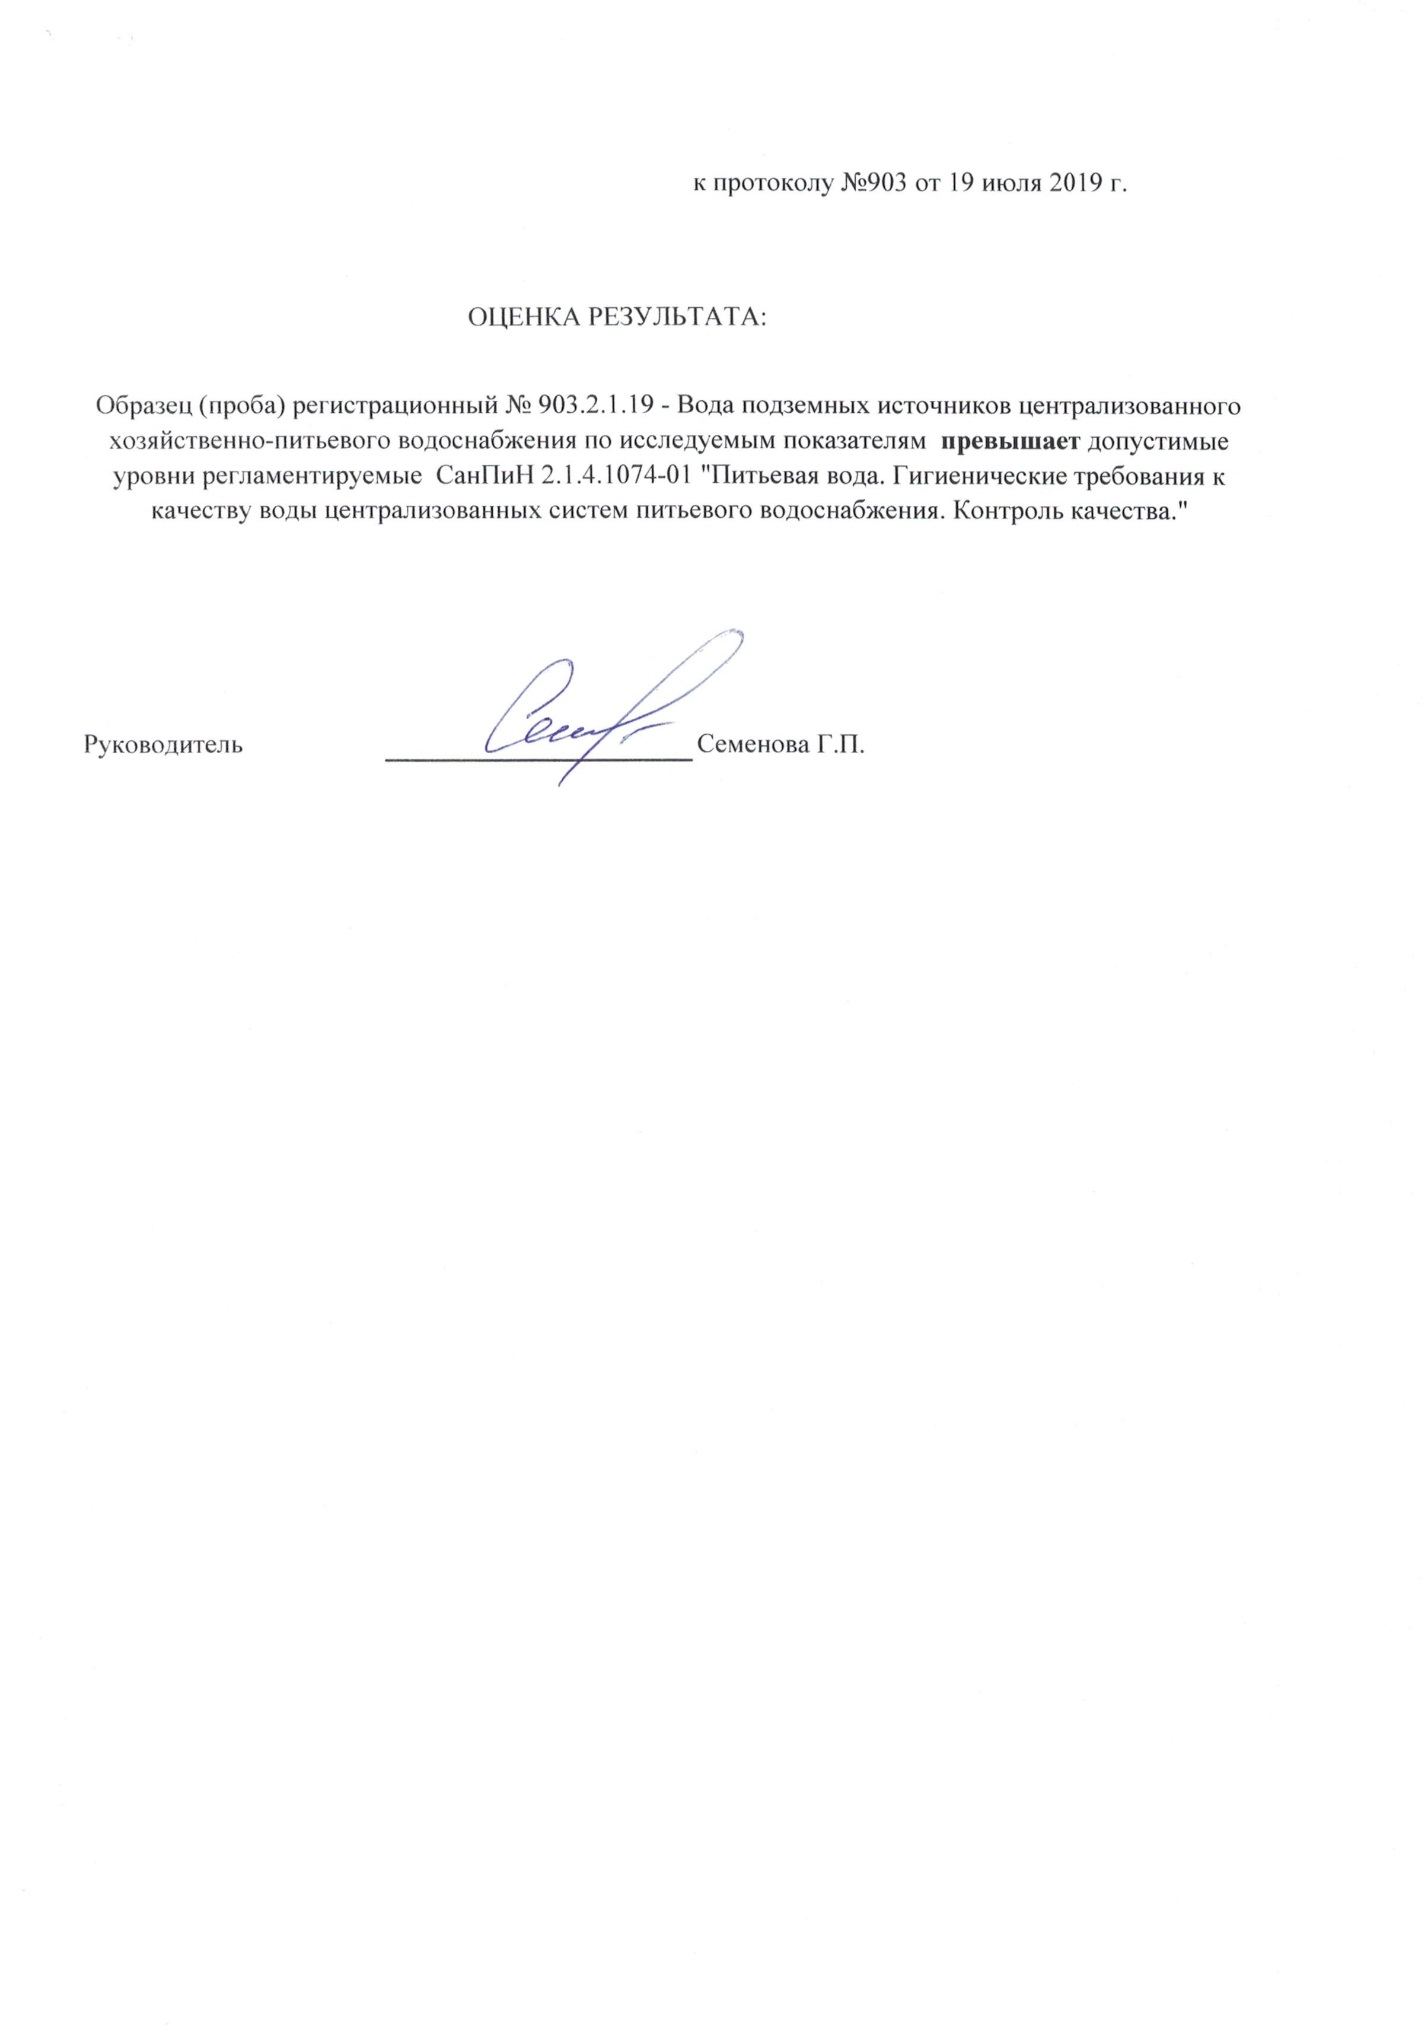 к протоколу №903 от 19 июля 2019 г.
ОЦЕНКА РЕЗУЛЬТАТА:
Образец (проба) регистрационный № 903.2.1.19 - Вода подземных источников централизованного
хозяйственно-питьевого водоснабжения по исследуемым показателям превышает допустимые
уровни регламентируемые СанПиН 2.1.4.1074-01 "Питьевая вода. Гигиенические требования к
качеству воды централизованных систем питьевого водоснабжения. Контроль качества."
Руководитель Семенова Г.П.